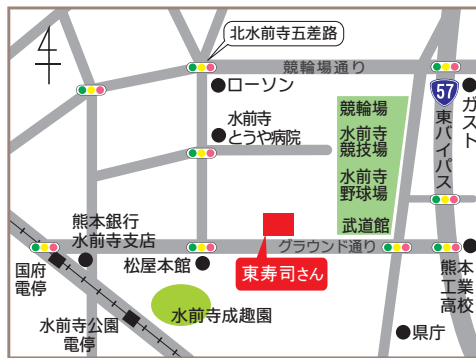 北水前寺五差路
競輪場通り
57
東バイパス
ガスト
ローソン
水前寺
とうや病院
競輪場
水前寺
競技場
水前寺
野球場
武道館
熊本銀行
水前寺支店
グラウンド通り
国府
電停
松屋本館
東寿司さん
熊本
工業
高校
水前寺成趣園
水前寺公園
電停
県庁
4